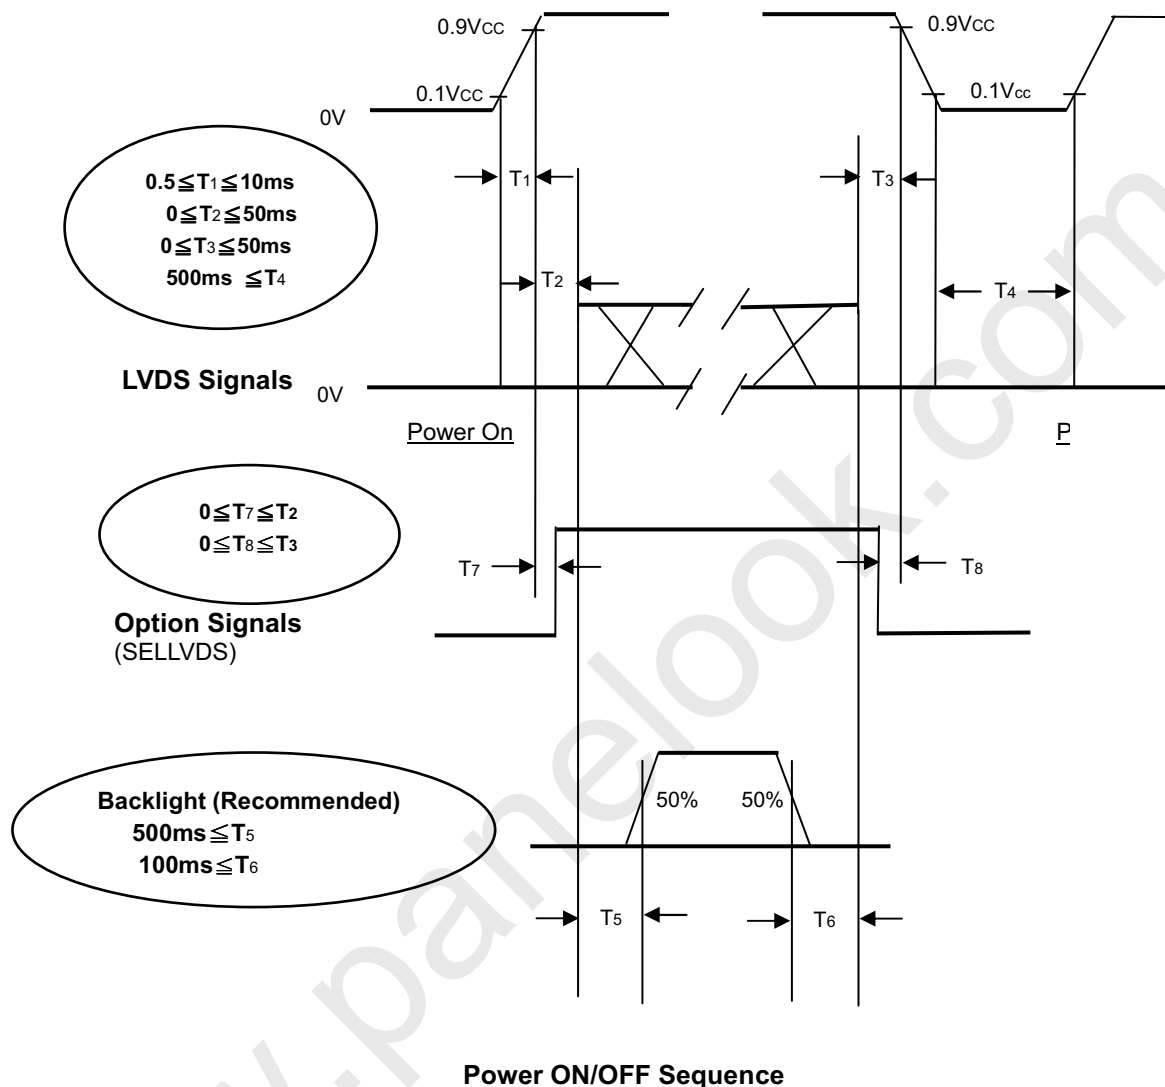 0.9VCC
0.9VCC
0.1VCC
0.1Vcc
0V
0.5≦T1≦10ms
0≦T2≦50ms
0≦T3≦50ms
500ms ≦T4
T1
T3
T2
T4
LVDS Signals
0V
Power On
P
0≦T7≦T2
0≦T8≦T3
T7
T8
Option Signals
(SELLVDS)
Backlight (Recommended)
500ms≦T5
100ms≦T6
50%
50%
T5
T6
Power ON/OFF Sequence
.panelook.com